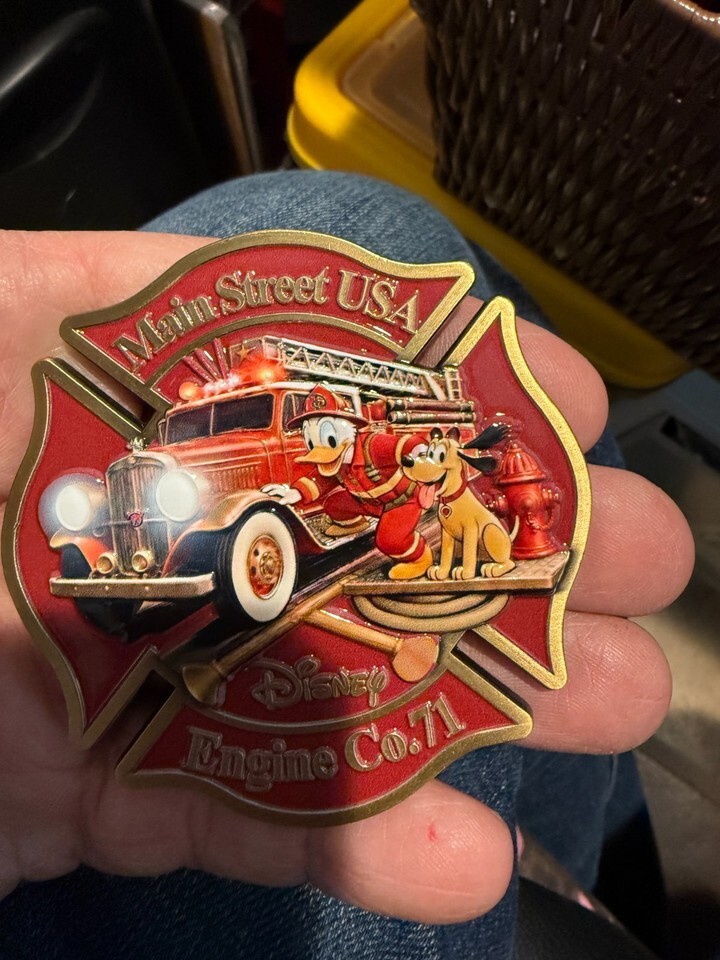 Main Street USA
Disney
Engine Co. 71